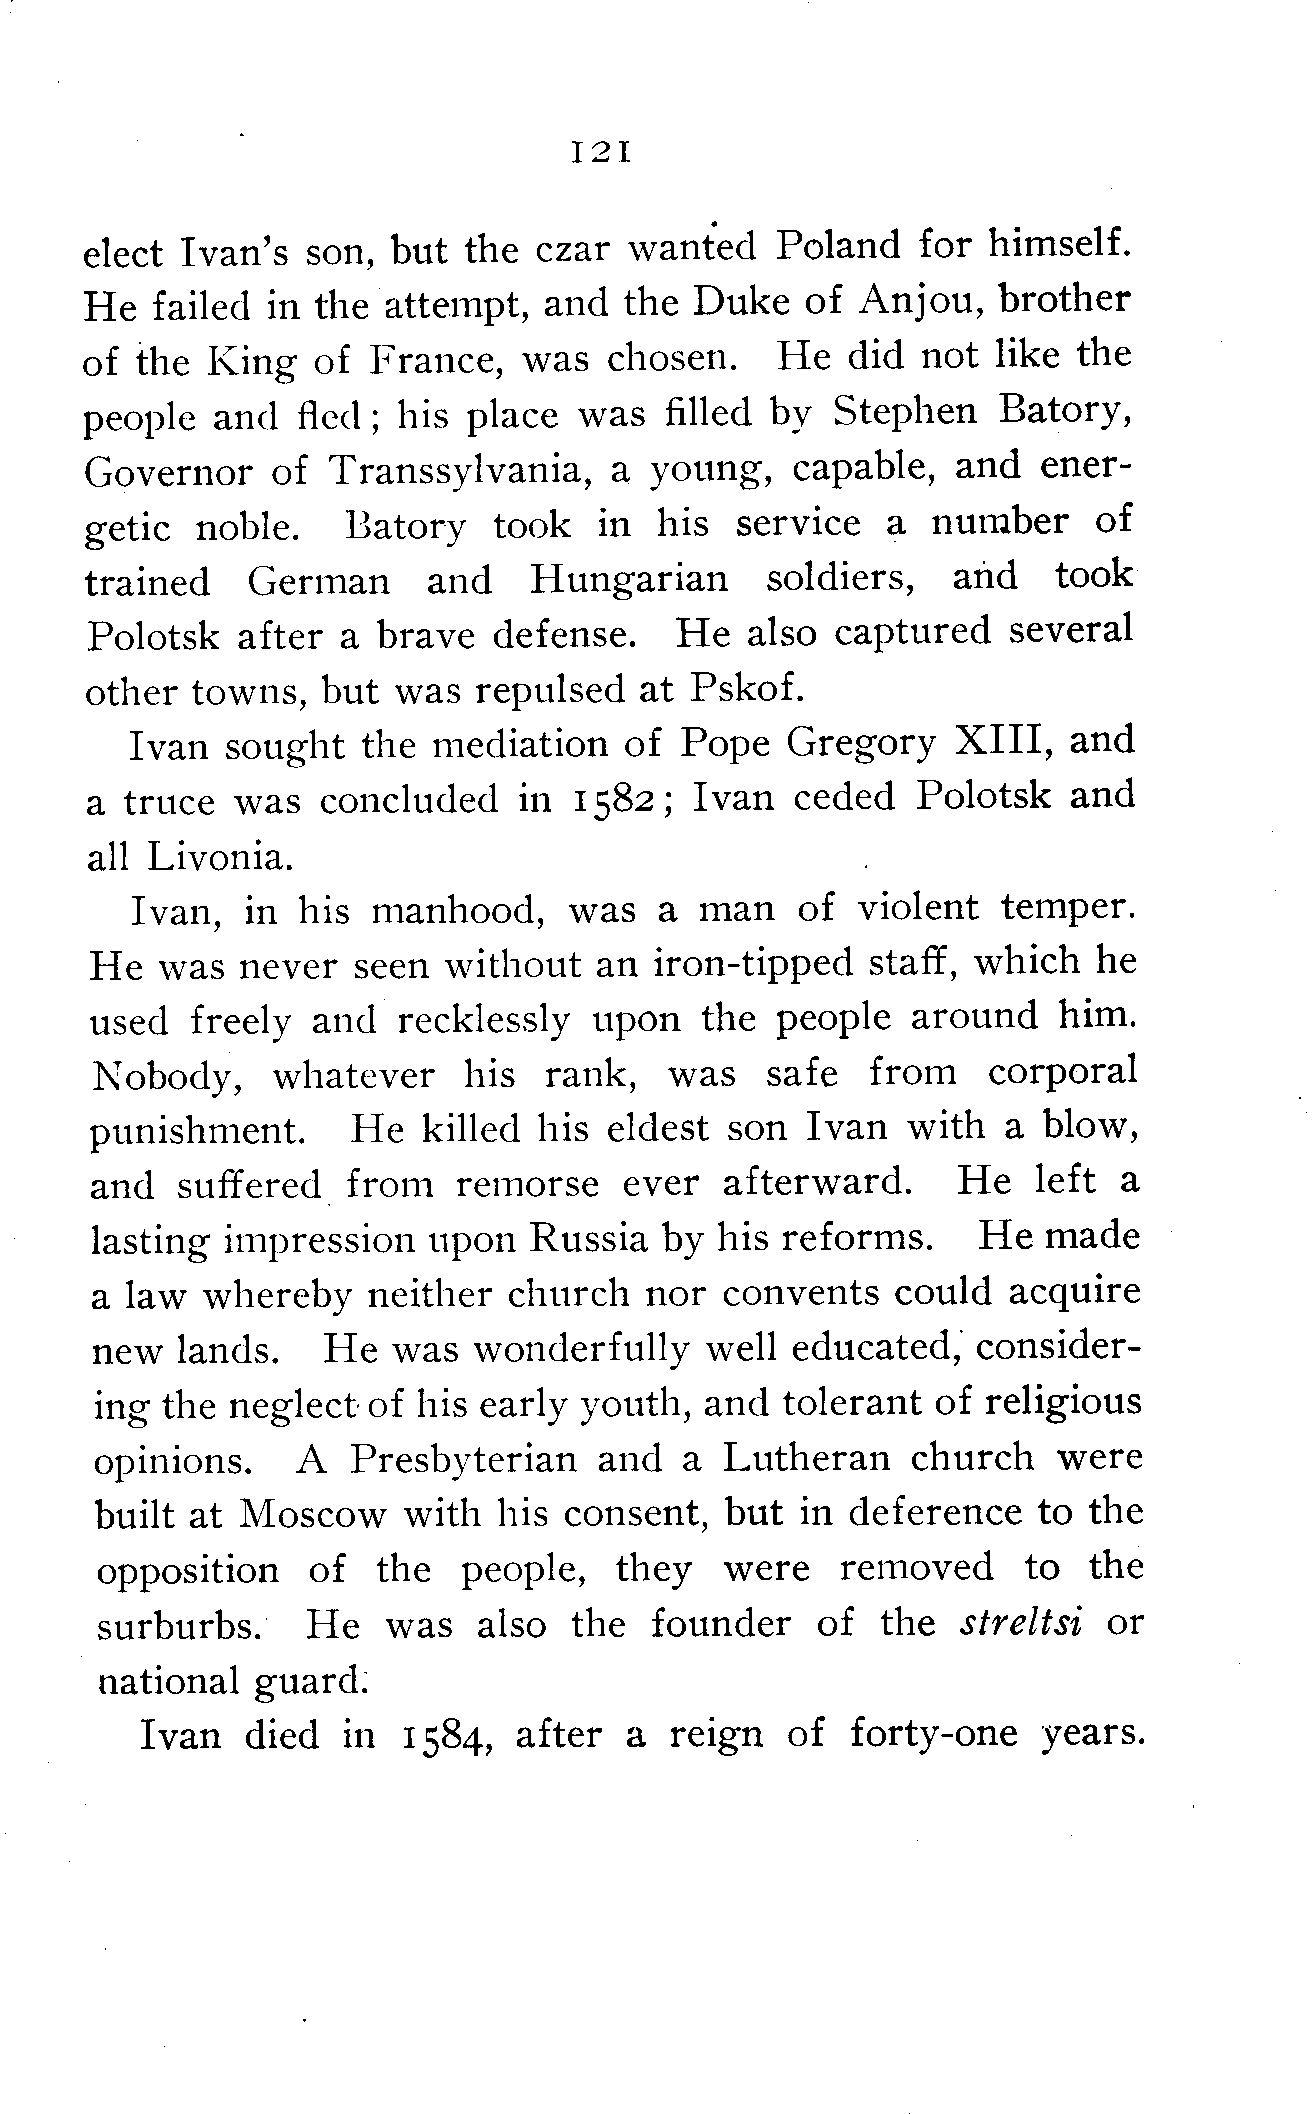 121
elect Ivan's son, but the czar wanted Poland for himself.
He failed in the attempt, and the Duke of Anjou, brother
of the King of France, was chosen. He did not like the
people and fled; his place was filled by Stephen Batory,
Governor of Transsylvania, a young, capable, and ener-
getic noble. Batory took in his service a number of
trained German and Hungarian soldiers, and took
Polotsk after a brave defense. He also captured several
other towns, but was repulsed at Pskof.
Ivan sought the mediation of Pope Gregory XIII, and
a truce was concluded in 1582; Ivan ceded Polotsk and
all Livonia.
Ivan, in his manhood, was a man of violent temper.
He was never seen without an iron-tipped staff, which he
used freely and recklessly upon the people around him.
Nobody, whatever his rank, was safe from corporal
punishment. He killed his eldest son Ivan with a blow,
and suffered from remorse ever afterward. He left a
lasting impression upon Russia by his reforms. He made
a law whereby neither church nor convents could acquire
new lands. He was wonderfully well educated, consider-
ing the neglect of his early youth, and tolerant of religious
opinions. A Presbyterian and a Lutheran church were
built at Moscow with his consent, but in deference to the
opposition of the people, they were removed to the
surburbs. He was also the founder of the streltsi or
national guard.
Ivan died in 1584, after a reign of forty-one years.